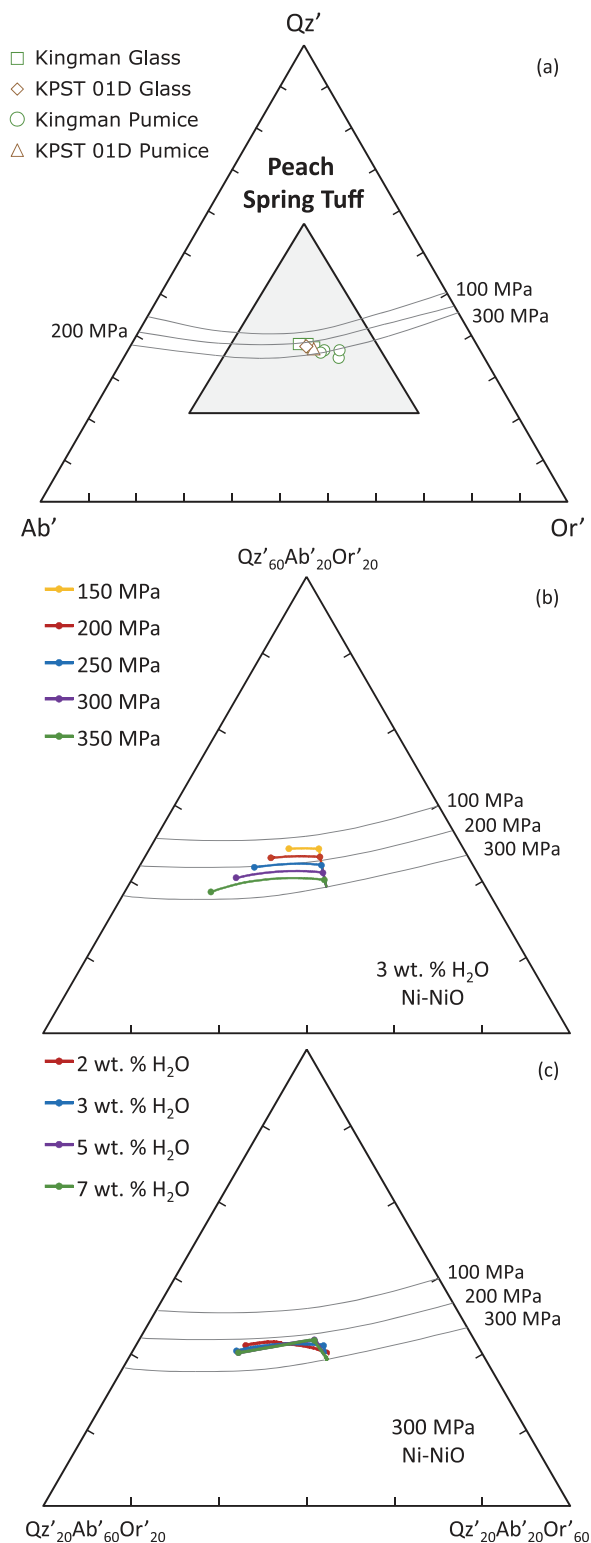 Qz’
(a)
Kingman Glass
KPST 01D Glass
Kingman Pumice
KPST 01D Pumice
Peach
Spring Tuff
100 MPa
300 MPa
200 MPa
Ab’
Or’
Qz’60Ab’20Or’20
(b)
150 MPa
200 MPa
250 MPa
300 MPa
350 MPa
100 MPa
200 MPa
300 MPa
3 wt. % H2O
Ni-NiO
(c)
2 wt. % H2O
3 wt. % H2O
5 wt. % H2O
7 wt. % H2O
100 MPa
200 MPa
300 MPa
300 MPa
Ni-NiO
Qz’20Ab’60Or’20
Qz’20Ab’20Or’60